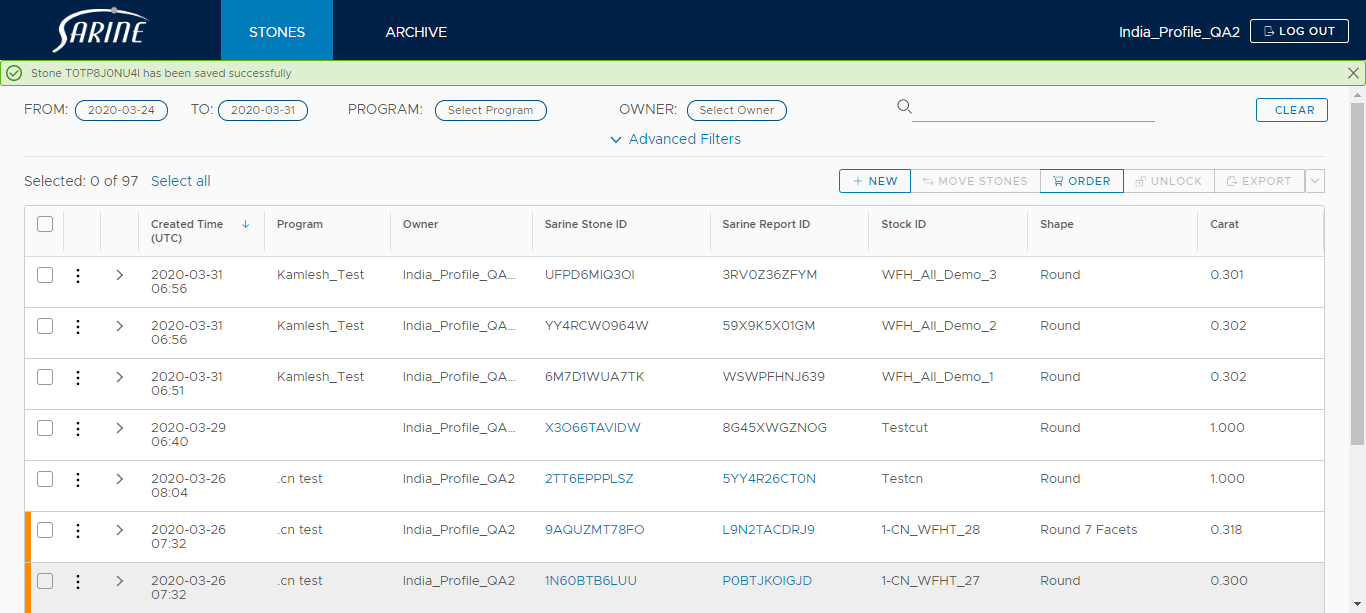 SARINE
STONES
ARCHIVE
India_Profile_QA2
LOG OUT
Stone T0TP8J0NU4I has been saved successfully
FROM: 2020-03-24 TO: 2020-03-31 PROGRAM: Select Program OWNER: Select Owner CLEAR
Advanced Filters
Selected: 0 of 97 Select all + NEW MOVE STONES ORDER UNLOCK EXPORT
Created Time (UTC) Program Owner Sarine Stone ID Sarine Report ID Stock ID Shape Carat
2020-03-31 06:56 Kamlesh_Test India_Profile_QA... UFPD6MIQ3OI 3RV0Z36ZFYM WFH_All_Demo_3 Round 0.301
2020-03-31 06:56 Kamlesh_Test India_Profile_QA... YY4RCW0964W 59X9K5X01GM WFH_All_Demo_2 Round 0.302
2020-03-31 06:51 Kamlesh_Test India_Profile_QA... 6M7D1WUA7TK WSWPFHNJ639 WFH_All_Demo_1 Round 0.302
2020-03-29 06:40 India_Profile_QA... X3O66TAVIDW 8G45XWGZNOG Testcut Round 1.000
2020-03-26 08:04 .cn test India_Profile_QA2 2TT6EPPPLSZ 5YY4R26CT0N Testcn Round 1.000
2020-03-26 07:32 .cn test India_Profile_QA2 9AQUZMT78FO L9N2TACDRJ9 1-CN_WFHT_28 Round 7 Facets 0.318
2020-03-26 07:32 .cn test India_Profile_QA2 1N60BTB6LUU P0BTJKOIGJD 1-CN_WFHT_27 Round 0.300